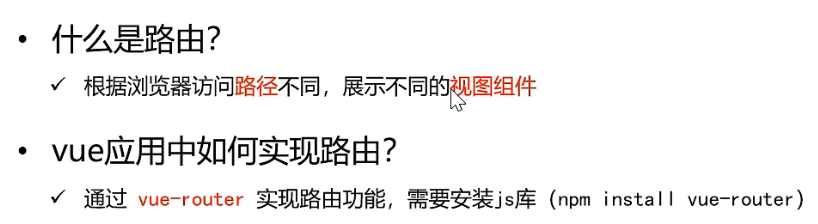 • 什么是路由？
✓ 根据浏览器访问路径不同，展示不同的视图组件
• vue应用中如何实现路由？
✓ 通过 vue-router 实现路由功能，需要安装js库（npm install vue-router）